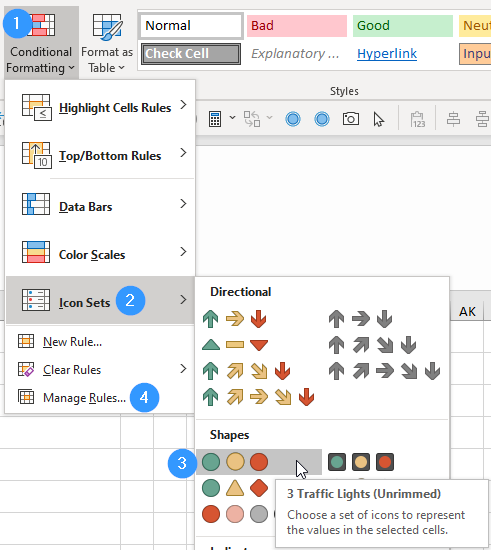 1
Conditional Formatting
Format as Table
Normal
Bad
Good
Check Cell
Explanatory ...
Hyperlink
Styles
Highlight Cells Rules
10
Top/Bottom Rules
123
Data Bars
Color Scales
Icon Sets
2
New Rule...
Clear Rules
Manage Rules...
4
Directional
AK
Shapes
3
3 Traffic Lights (Unrimmed)
Choose a set of icons to represent
the values in the selected cells.